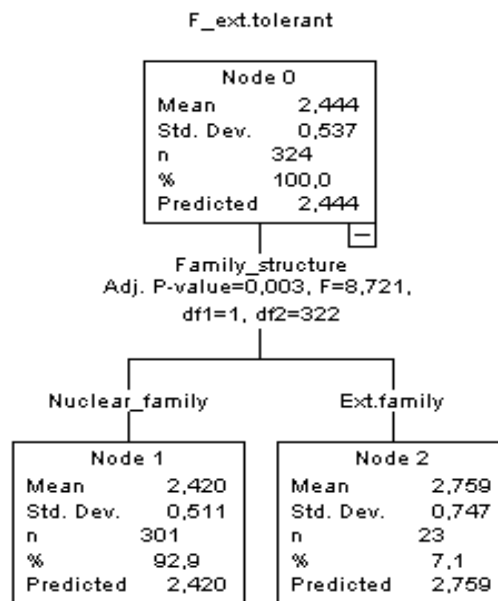 F_ext.tolerant
Node 0
Mean 2,444
Std. Dev. 0,537
n 324
% 100,0
Predicted 2,444
Family_structure
Adj. P-value=0,003, F=8,721,
df1=1, df2=322
Nuclear_family
Ext.family
Node 1
Mean 2,420
Std. Dev. 0,511
n 301
% 92,9
Predicted 2,420
Node 2
Mean 2,759
Std. Dev. 0,747
n 23
% 7,1
Predicted 2,759